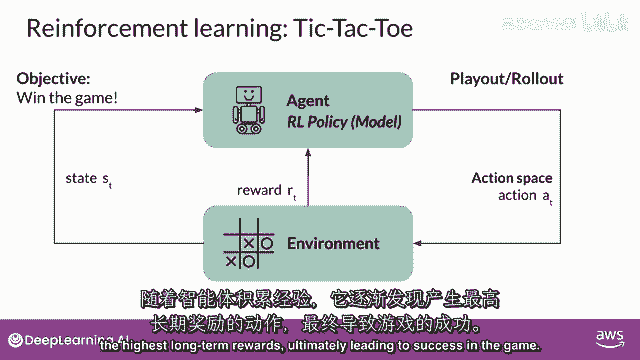 Reinforcement learning: Tic-Tac-Toe
Objective:
Win the game!
Agent
RL Policy (Model)
Playout/Rollout
state st
reward rt
Action space
action at
Environment
随着智能体积累经验，它逐渐发现产生最高
长期奖励的动作，最终导致游戏的成功。
the highest long-term rewards, ultimately leading to success in the game.
DeepLearning.AI
aws